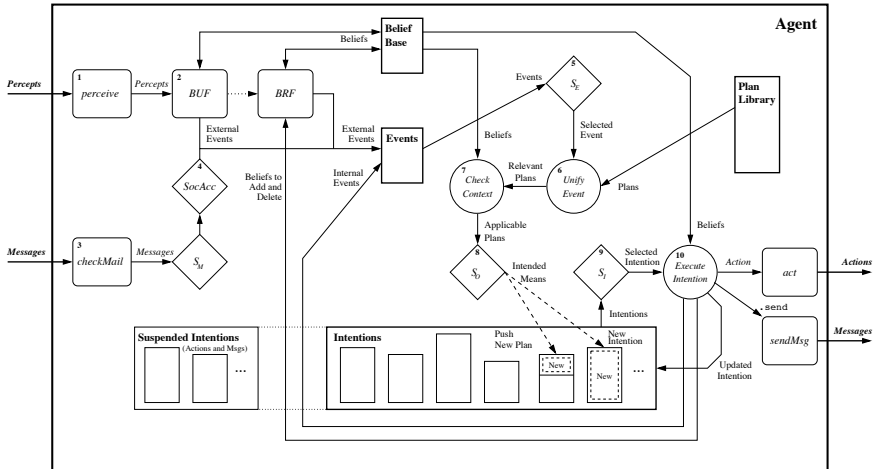 Agent
Belief
Base
Beliefs
1
perceive
Percepts
Percepts
2
BUF
BRF
5
S_E
Events
Plan
Library
External
Events
External
Events
Events
Selected
Event
Beliefs
4
SocAcc
Beliefs to
Add and
Delete
Internal
Events
7
Check
Context
Relevant
Plans
6
Unify
Event
Plans
Messages
3
checkMail
Messages
S_M
Applicable
Plans
8
S_O
Intended
Means
9
S_I
Selected
Intention
Beliefs
10
Execute
Intention
Action
act
Actions
.send
sendMsg
Messages
Intentions
Suspended Intentions
(Actions and Msgs)
...
Intentions
Push
New Plan
New
Intention
New
New
...
Updated
Intention